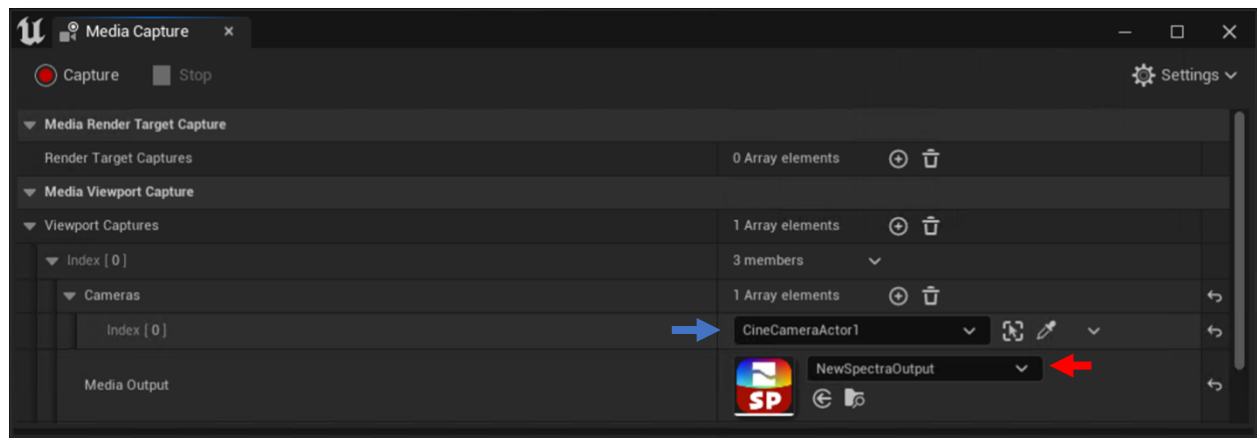 Media Capture
Capture Stop Settings
Media Render Target Capture
Render Target Captures 0 Array elements
Media Viewport Capture
Viewport Captures 1 Array elements
Index [ 0 ] 3 members
Cameras 1 Array elements
Index [ 0 ] CineCameraActor1
NewSpectraOutput
Media Output SP